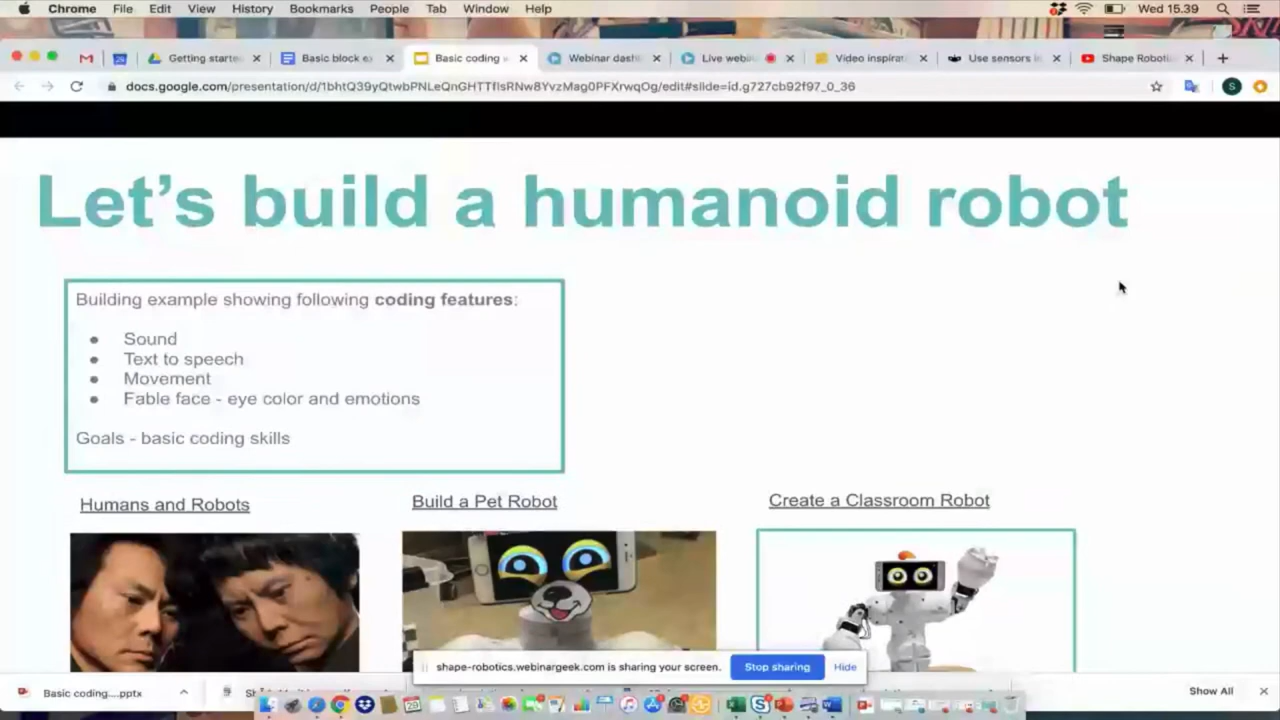 Chrome File Edit View History Bookmarks People Tab Window Help Wed 15.39
Getting starte Basic block ex Basic coding w Webinar dash Live webi Video inspirat Use sensors i Shape Roboti
docs.google.com/presentation/d/1bhtQ39yQtwbPNLeQnGHTTflsRNw8YvzMag0PFXrwqOg/edit#slide=id.g727cb92f97_0_36
Let's build a humanoid robot
Building example showing following coding features:
● Sound
● Text to speech
● Movement
● Fable face - eye color and emotions
Goals - basic coding skills
Humans and Robots
Build a Pet Robot
Create a Classroom Robot
shape-robotics.webinargeek.com is sharing your screen. Stop sharing Hide
Basic coding....pptx
Show All